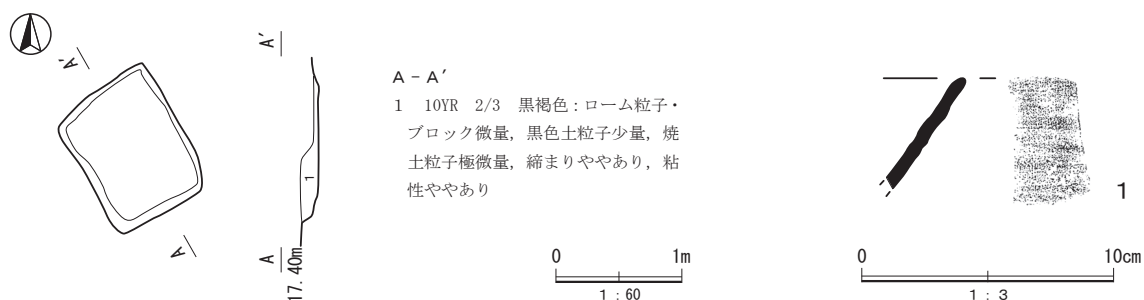 A′
A
A′
A
17.40m
1
A - A′
1 10YR 2/3 黒褐色：ローム粒子・
ブロック微量，黒色土粒子少量，焼
土粒子極微量，締まりややあり，粘
性ややあり
0 1m
1 : 60
1
0 10cm
1 : 3